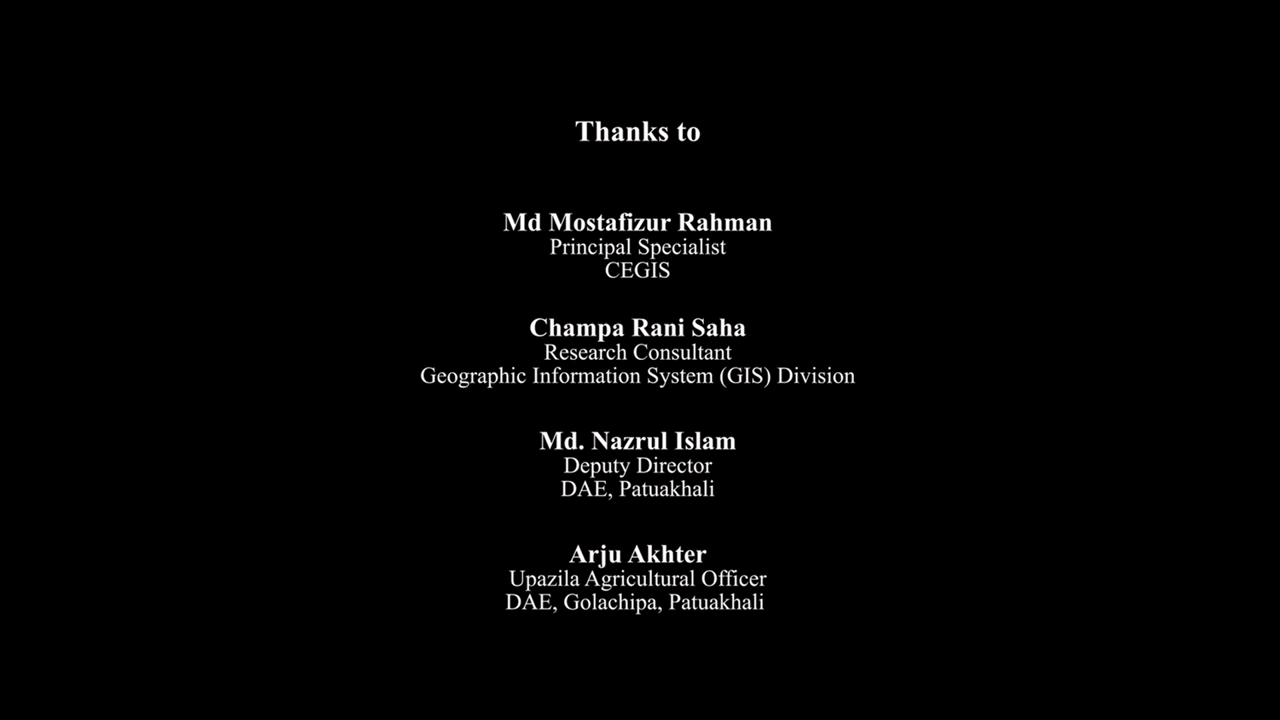 Thanks to
Md Mostafizur Rahman
Principal Specialist
CEGIS
Champa Rani Saha
Research Consultant
Geographic Information System (GIS) Division
Md. Nazrul Islam
Deputy Director
DAE, Patuakhali
Arju Akhter
Upazila Agricultural Officer
DAE, Golachipa, Patuakhali